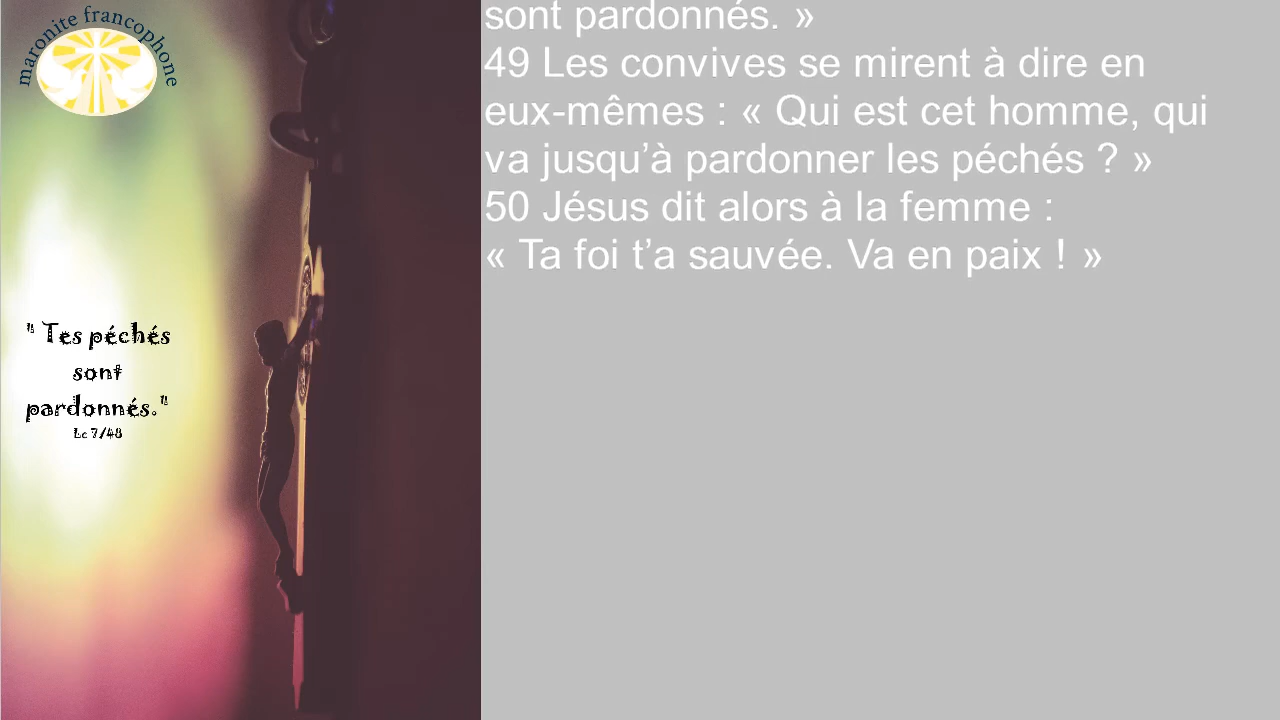 maronite francophone
" Tes péchés
sont
pardonnés."
Lc 7/48
sont pardonnés. »
49 Les convives se mirent à dire en
eux-mêmes : « Qui est cet homme, qui
va jusqu’à pardonner les péchés ? »
50 Jésus dit alors à la femme :
« Ta foi t’a sauvée. Va en paix ! »